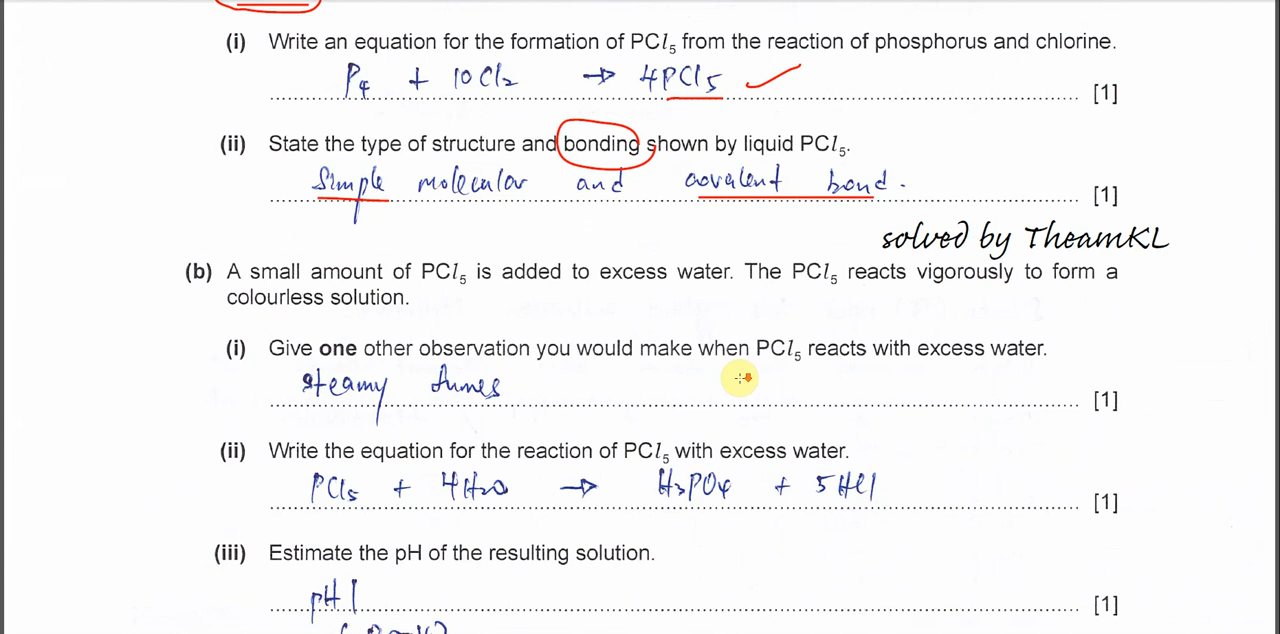 (i) Write an equation for the formation of PCl5 from the reaction of phosphorus and chlorine.
P4 + 10Cl2 → 4PCl5
[1]
(ii) State the type of structure and bonding shown by liquid PCl5.
Simple molecular and covalent bond.
[1]
solved by TheamKL
(b) A small amount of PCl5 is added to excess water. The PCl5 reacts vigorously to form a
colourless solution.
(i) Give one other observation you would make when PCl5 reacts with excess water.
steamy fumes
[1]
(ii) Write the equation for the reaction of PCl5 with excess water.
PCl5 + 4H2O → H3PO4 + 5HCl
[1]
(iii) Estimate the pH of the resulting solution.
pH 1
[1]